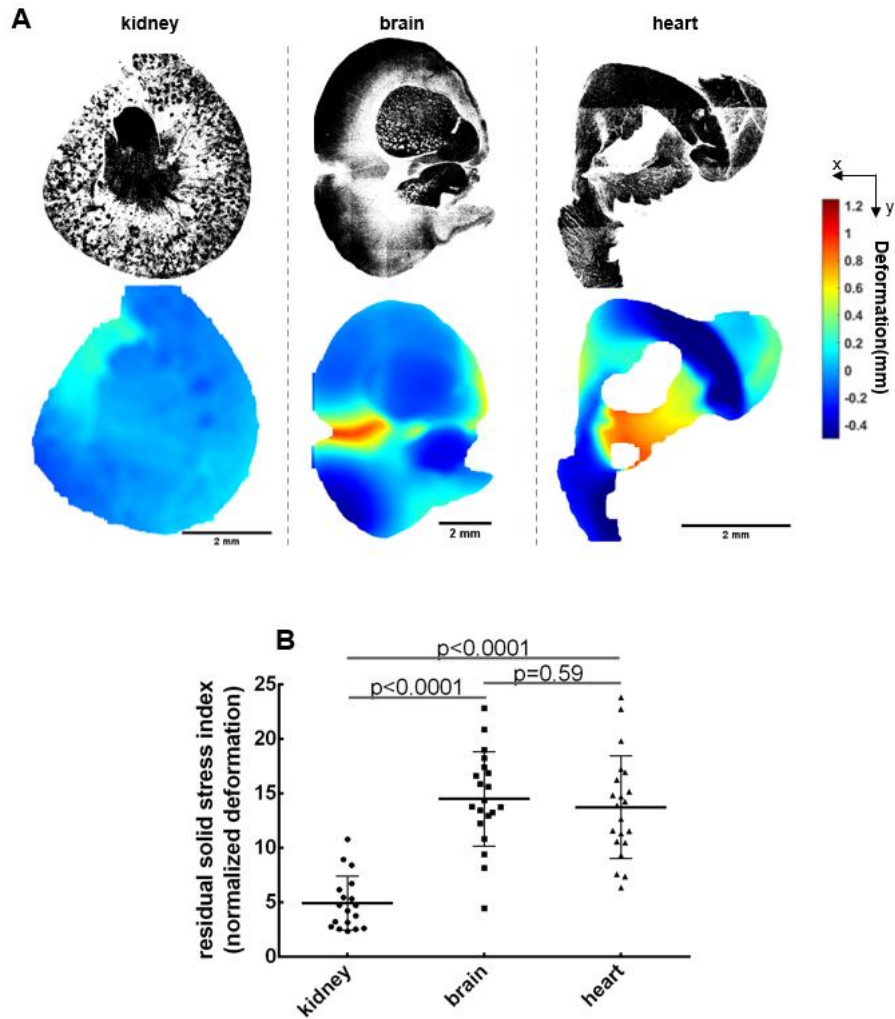 A
kidney
brain
heart
x
y
1.2
1
0.8
0.6
0.4
0.2
0
-0.2
-0.4
Deformation(mm)
2 mm
2 mm
2 mm
B
p<0.0001
p<0.0001
p=0.59
residual solid stress index
(normalized deformation)
25
20
15
10
5
0
kidney
brain
heart